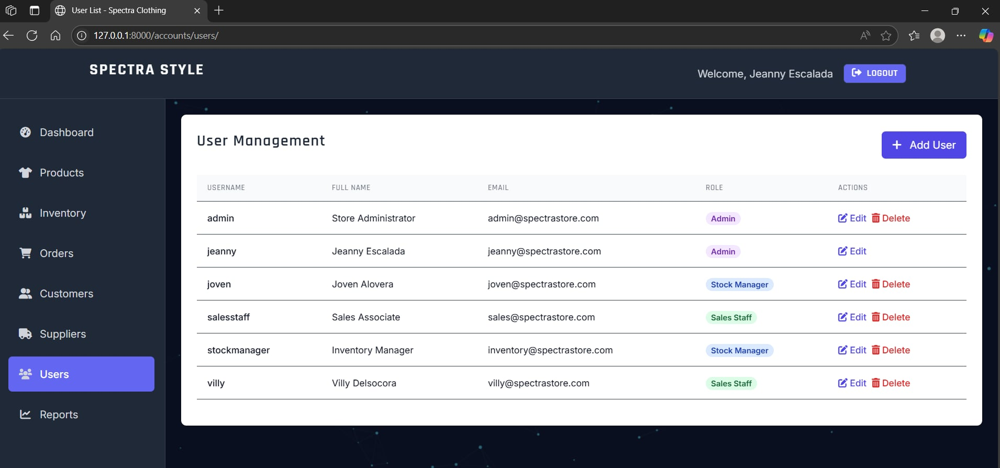 User List - Spectra Clothing
127.0.0.1:8000/accounts/users/
SPECTRA STYLE
Welcome, Jeanny Escalada
LOGOUT
Dashboard
Products
Inventory
Orders
Customers
Suppliers
Users
Reports
User Management
+ Add User
USERNAME FULL NAME EMAIL ROLE ACTIONS
admin Store Administrator admin@spectrastore.com Admin Edit Delete
jeanny Jeanny Escalada jeanny@spectrastore.com Admin Edit
joven Joven Alovera joven@spectrastore.com Stock Manager Edit Delete
salesstaff Sales Associate sales@spectrastore.com Sales Staff Edit Delete
stockmanager Inventory Manager inventory@spectrastore.com Stock Manager Edit Delete
villy Villy Delsocora villy@spectrastore.com Sales Staff Edit Delete